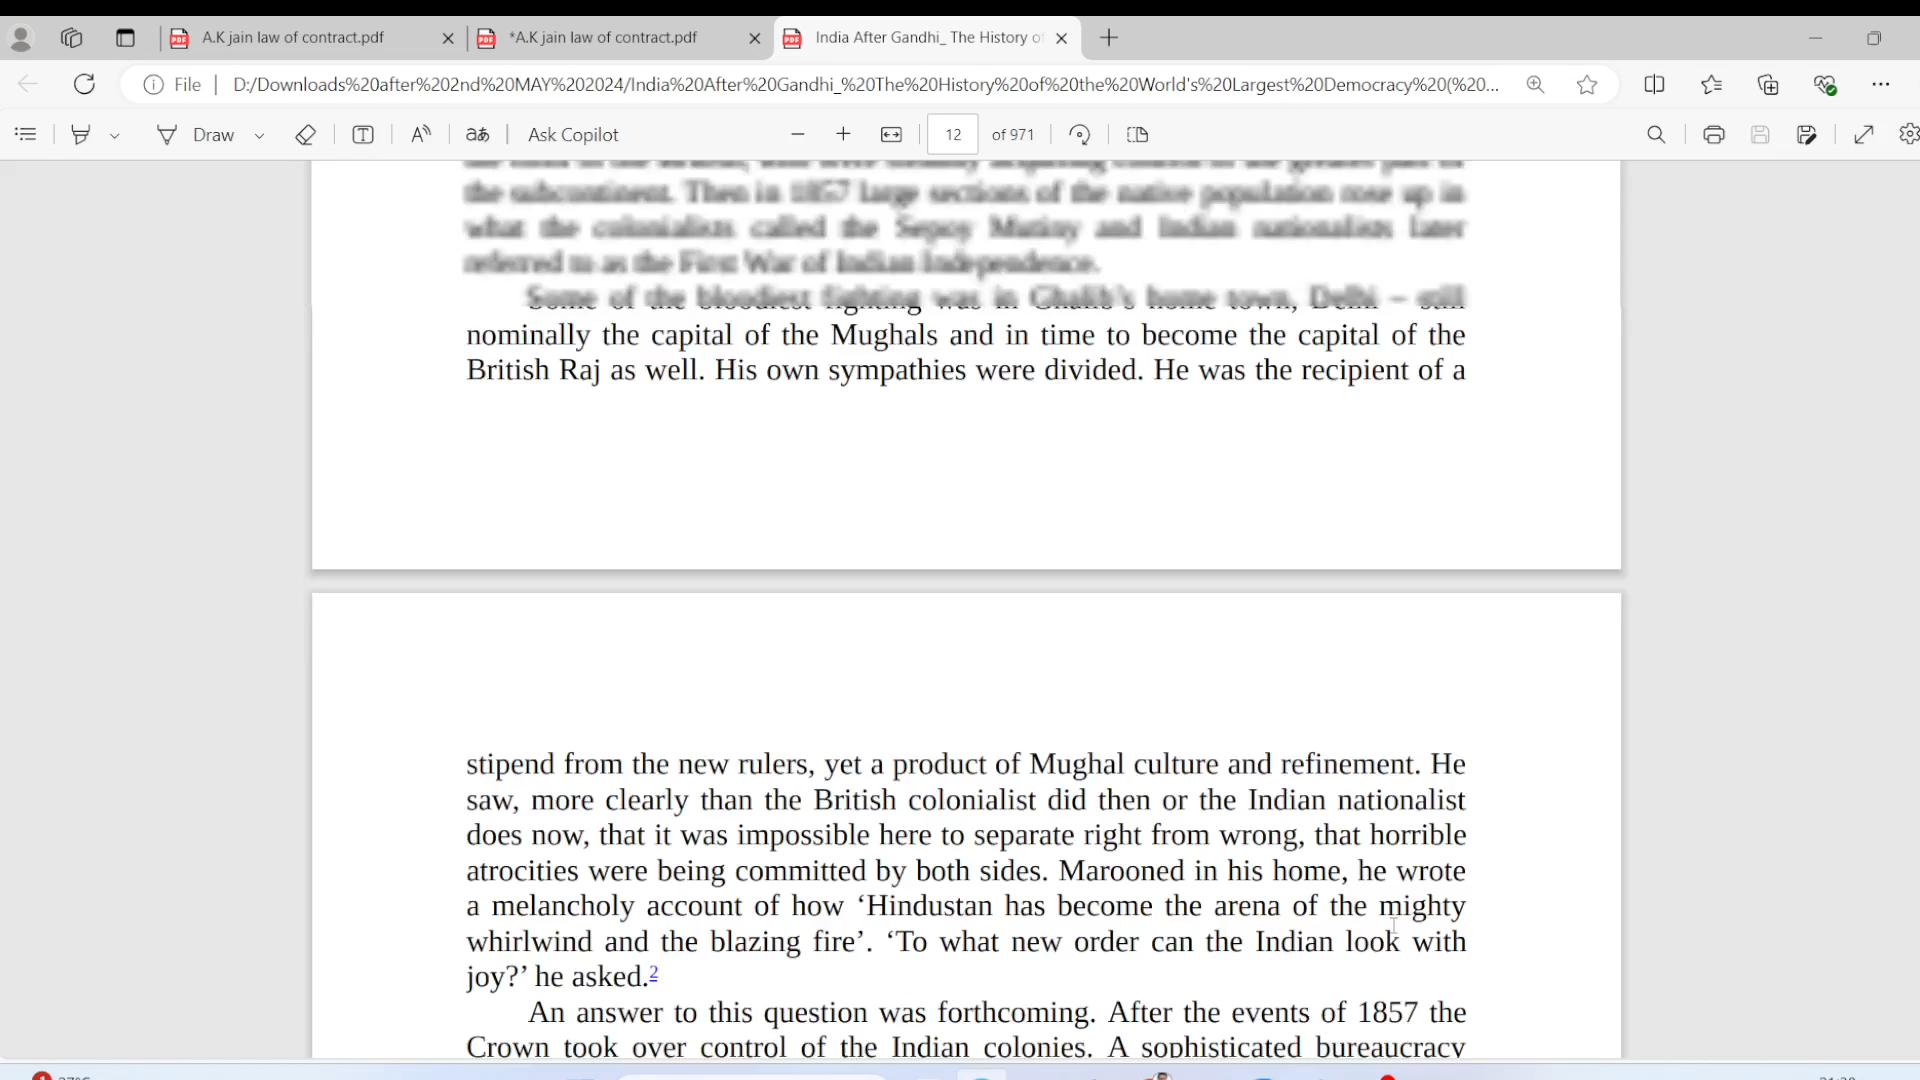 A.K jain law of contract.pdf
*A.K jain law of contract.pdf
India After Gandhi_ The History of
File
D:/Downloads%20after%202nd%20MAY%202024/India%20After%20Gandhi_%20The%20History%20of%20the%20World's%20Largest%20Democracy%20(%20...
Draw
Ask Copilot
12
of 971
the subcontinent. Then in 1857 large sections of the native population rose up in
what the colonialists called the Sepoy Mutiny and Indian nationalists later
referred to as the First War of Indian Independence.
Some of the bloodiest fighting was in Ghalib's home town, Delhi – still
nominally the capital of the Mughals and in time to become the capital of the
British Raj as well. His own sympathies were divided. He was the recipient of a
stipend from the new rulers, yet a product of Mughal culture and refinement. He
saw, more clearly than the British colonialist did then or the Indian nationalist
does now, that it was impossible here to separate right from wrong, that horrible
atrocities were being committed by both sides. Marooned in his home, he wrote
a melancholy account of how ‘Hindustan has become the arena of the mighty
whirlwind and the blazing fire’. ‘To what new order can the Indian look with
joy?’ he asked.2
An answer to this question was forthcoming. After the events of 1857 the
Crown took over control of the Indian colonies. A sophisticated bureaucracy